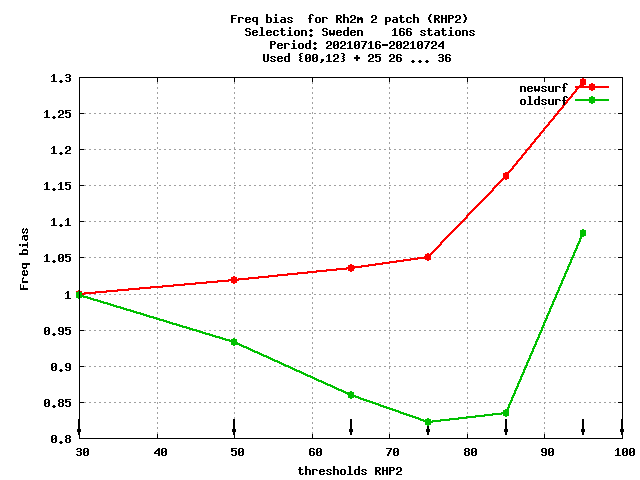 Freq bias  for Rh2m 2 patch (RHP2)
Selection: Sweden    166 stations
Period: 20210716-20210724
Used {00,12} + 25 26 ... 36
newsurf
oldsurf
1.3
1.25
1.2
1.15
1.1
1.05
1
0.95
0.9
0.85
0.8
Freq bias
30 40 50 60 70 80 90 100
thresholds RHP2